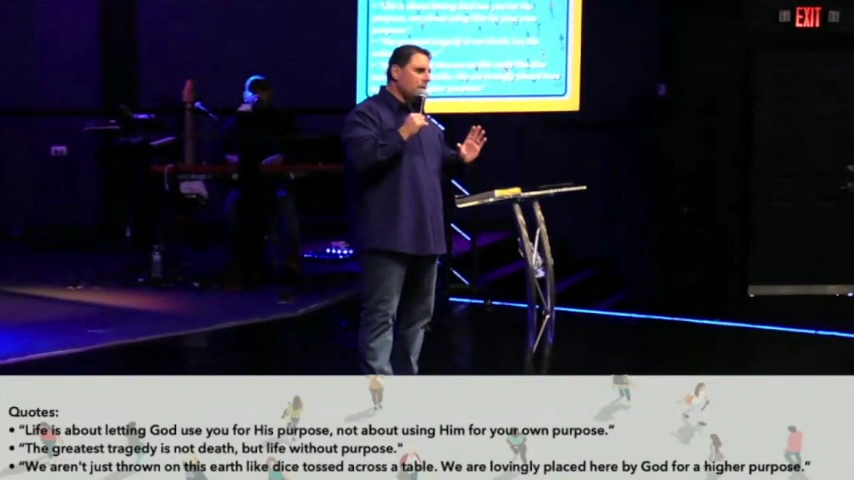 EXIT
Quotes:
• “Life is about letting God use you for His purpose, not about using Him for your own purpose.”
• “The greatest tragedy is not death, but life without purpose."
• “We aren't just thrown on this earth like dice tossed across a table. We are lovingly placed here by God for a higher purpose.”